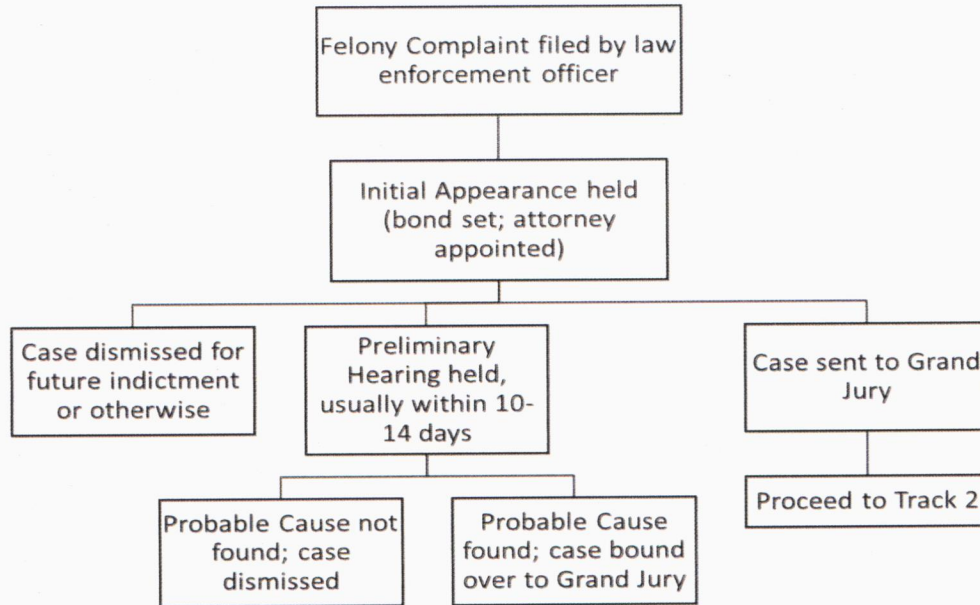 Felony Complaint filed by law
enforcement officer
Initial Appearance held
(bond set; attorney
appointed)
Case dismissed for
future indictment
or otherwise
Preliminary
Hearing held,
usually within 10-
14 days
Case sent to Grand
Jury
Probable Cause not
found; case
dismissed
Probable Cause
found; case bound
over to Grand Jury
Proceed to Track 2